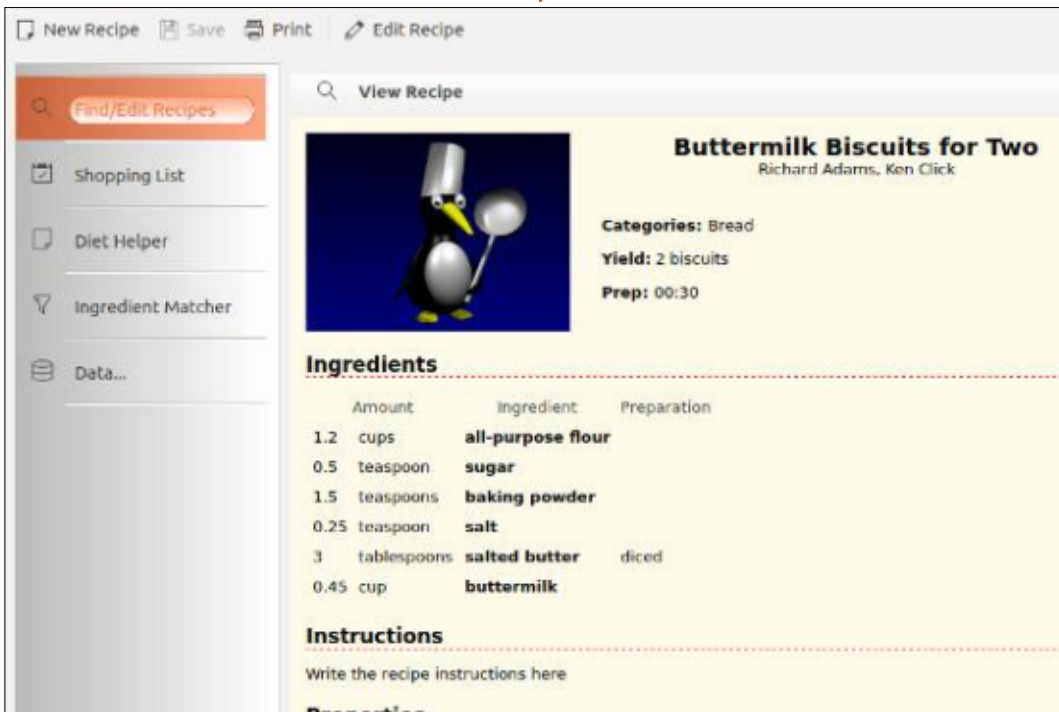 New Recipe Save Print Edit Recipe
Find/Edit Recipes
Shopping List
Diet Helper
Ingredient Matcher
Data...
View Recipe
Buttermilk Biscuits for Two
Richard Adams, Ken Click
Categories: Bread
Yield: 2 biscuits
Prep: 00:30
Ingredients
Amount Ingredient Preparation
1.2 cups all-purpose flour
0.5 teaspoon sugar
1.5 teaspoons baking powder
0.25 teaspoon salt
3 tablespoons salted butter diced
0.45 cup buttermilk
Instructions
Write the recipe instructions here